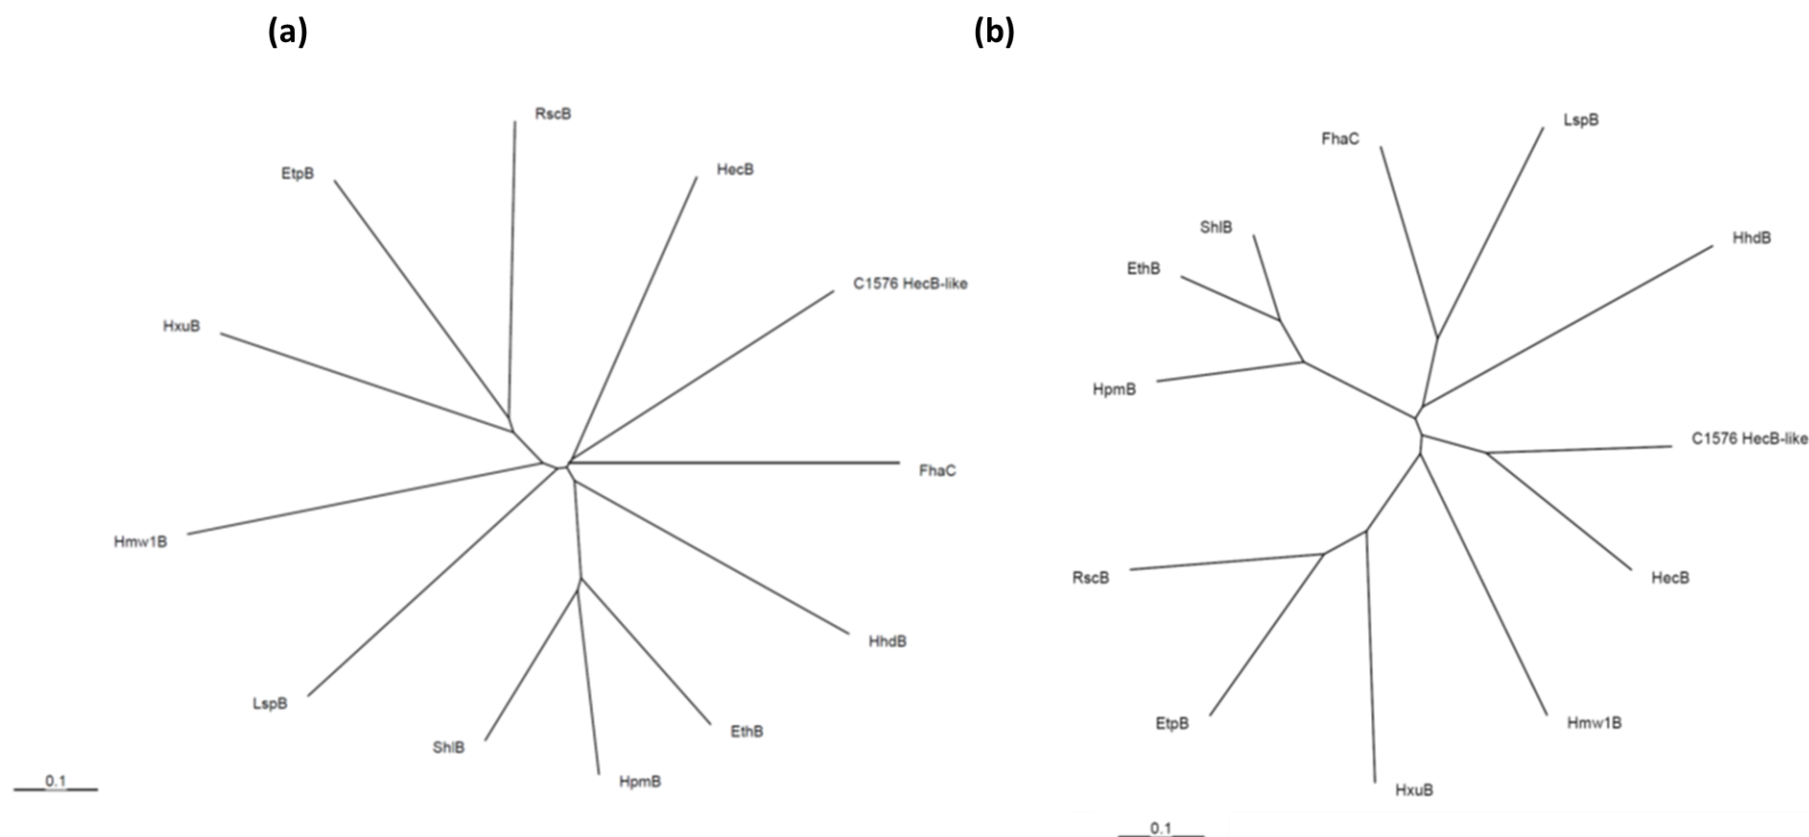 (a)
RscB
EtpB
HecB
C1576 HecB-like
HxuB
FhaC
Hmw1B
HhdB
LspB
EthB
ShlB
HpmB
0.1
(b)
LspB
FhaC
ShlB
HhdB
EthB
HpmB
C1576 HecB-like
RscB
HecB
EtpB
Hmw1B
HxuB
0.1